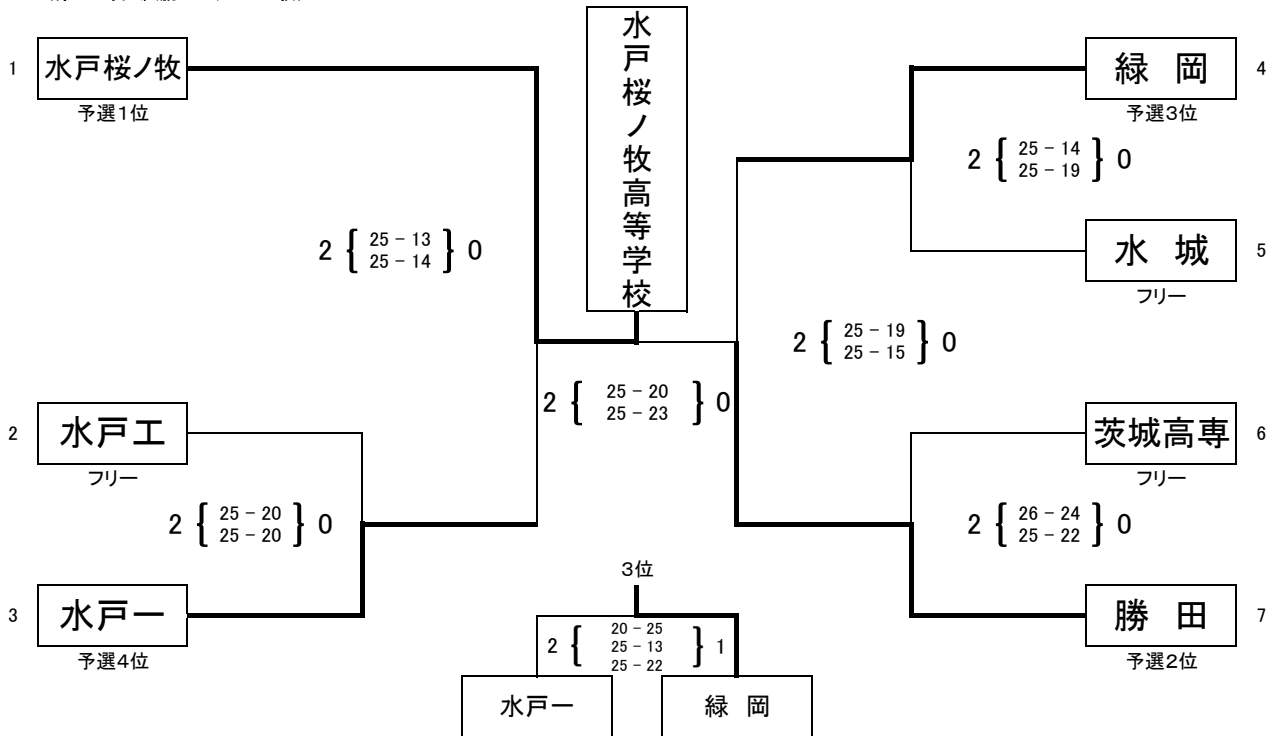 水戸桜ノ牧高等学校
1 水戸桜ノ牧
予選1位
緑 岡 4
予選3位
2 { 25 - 14 } 0
25 - 19
2 { 25 - 13 } 0
25 - 14
水 城 5
フリー
2 { 25 - 19 } 0
25 - 15
2 { 25 - 20 } 0
25 - 23
2 水戸工
フリー
茨城高専 6
フリー
2 { 25 - 20 } 0
25 - 20
2 { 26 - 24 } 0
25 - 22
3 水戸一
予選4位
勝 田 7
予選2位
3位
2 { 20 - 25 } 1
25 - 13
25 - 22
水戸一
緑 岡